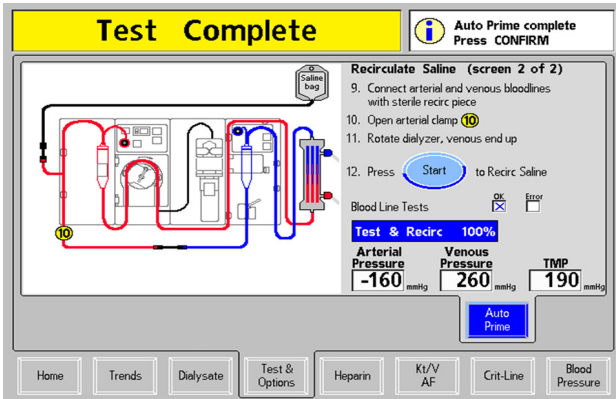 Test Complete
i
Auto Prime complete
Press CONFIRM
Saline
bag
10
Recirculate Saline (screen 2 of 2)
9. Connect arterial and venous bloodlines
with sterile recirc piece
10. Open arterial clamp 10
11. Rotate dialyzer, venous end up
12. Press Start to Recirc Saline
Blood Line Tests OK Error
Test & Recirc 100%
Arterial
Pressure
-160 mmHg
Venous
Pressure
260 mmHg
TMP
190 mmHg
Auto
Prime
Home
Trends
Dialysate
Test &
Options
Heparin
Kt/V
AF
Crit-Line
Blood
Pressure